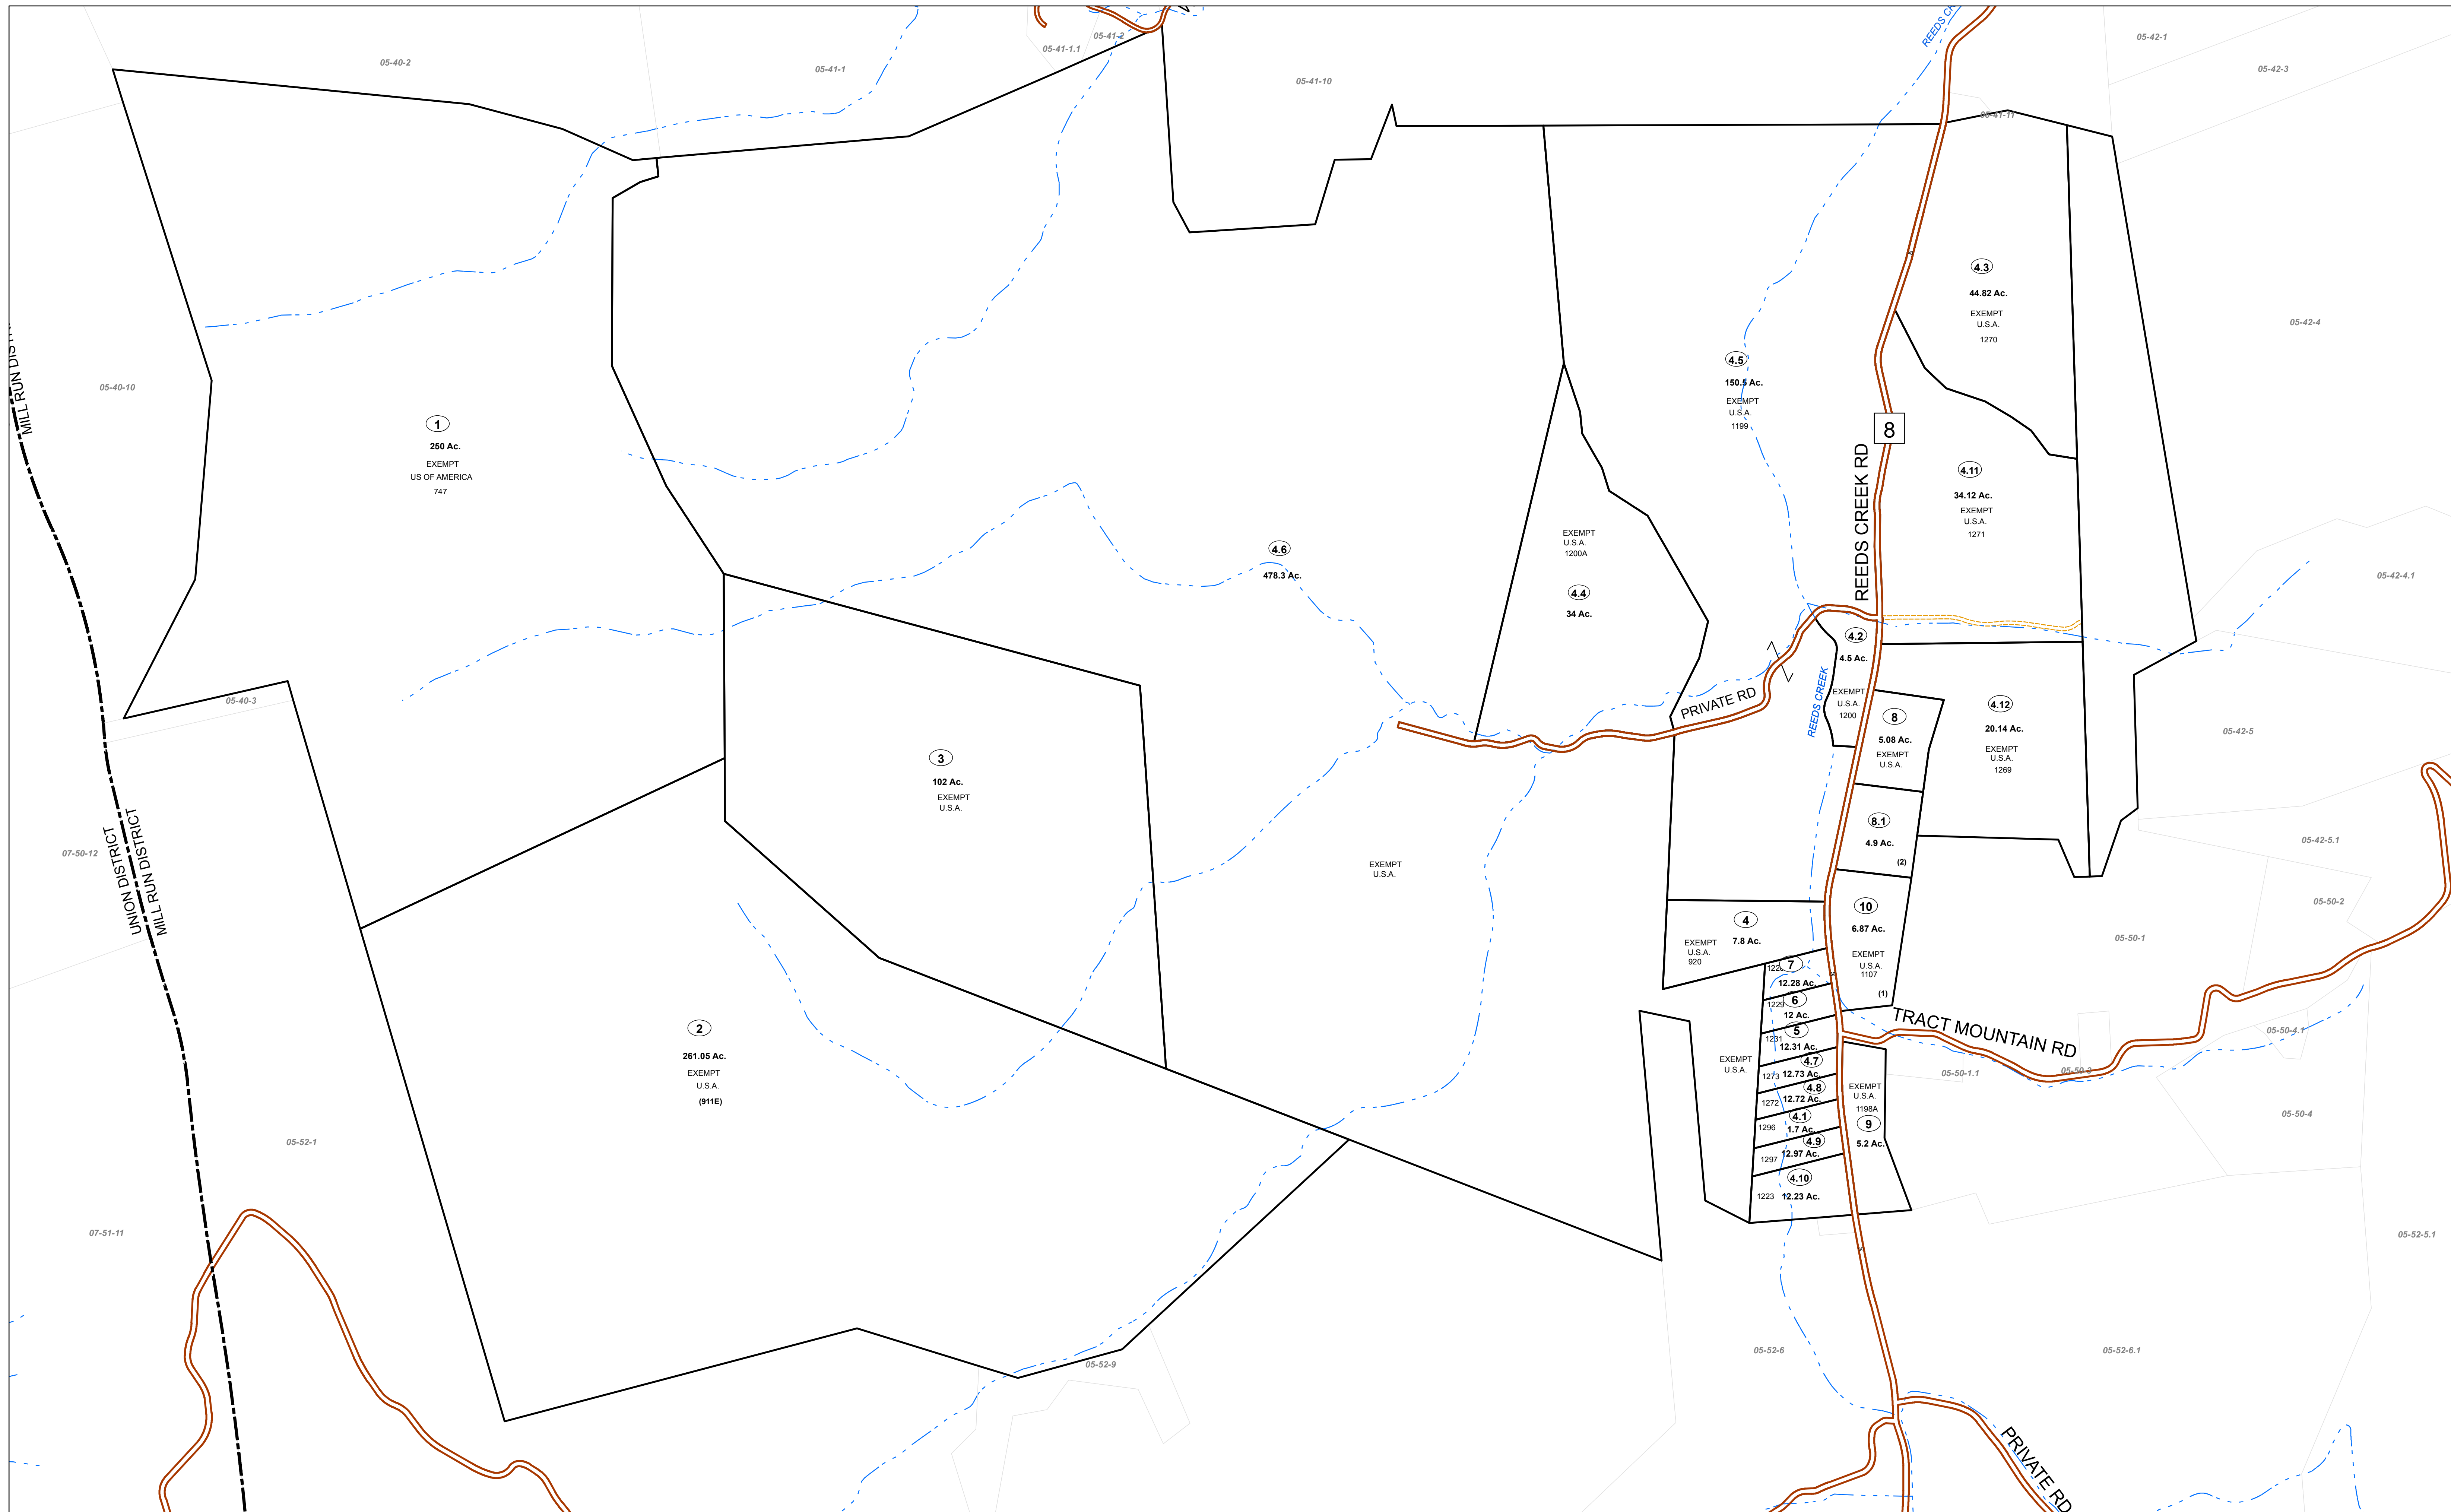 05-40-2
05-41-1
05-41-1.1
05-41-2
05-41-10
REEDS
05-42-1
05-42-3
05-41-11
MILL RUN
05-40-10
1
250 Ac.
EXEMPT
US OF AMERICA
747
4.5
150.5 Ac.
EXEMPT
U.S.A.
1199
4.3
44.82 Ac.
EXEMPT
U.S.A.
1270
05-42-4
8
REEDS CREEK RD
4.11
34.12 Ac.
EXEMPT
U.S.A.
1271
4.6
478.3 Ac.
EXEMPT
U.S.A.
1200A
4.4
34 Ac.
05-42-4.1
4.2
4.5 Ac.
EXEMPT
U.S.A.
1200
REEDS CREEK
PRIVATE RD
05-40-3
8
5.08 Ac.
EXEMPT
U.S.A.
4.12
20.14 Ac.
EXEMPT
U.S.A.
1269
05-42-5
3
102 Ac.
EXEMPT
U.S.A.
07-50-12
UNION DISTRICT
MILL RUN DISTRICT
EXEMPT
U.S.A.
8.1
4.9 Ac.
(2)
05-42-5.1
05-50-2
05-50-1
10
6.87 Ac.
EXEMPT
U.S.A.
1107
(1)
4
7.8 Ac.
EXEMPT
U.S.A.
920
7
12.28 Ac.
1229
6
12 Ac.
1231
5
12.31 Ac.
4.7
1273
12.73 Ac.
4.8
1272
12.72 Ac.
4.1
1296
1.7 Ac.
4.9
1297
12.97 Ac.
4.10
1223
12.23 Ac.
EXEMPT
U.S.A.
EXEMPT
U.S.A.
1198A
9
5.2 Ac.
TRACT MOUNTAIN RD
05-50-1.1
05-50-3
05-50-4.1
05-50-4
2
261.05 Ac.
EXEMPT
U.S.A.
(911E)
05-52-1
07-51-11
05-52-5.1
05-52-9
05-52-6
05-52-6.1
PRIVATE RD